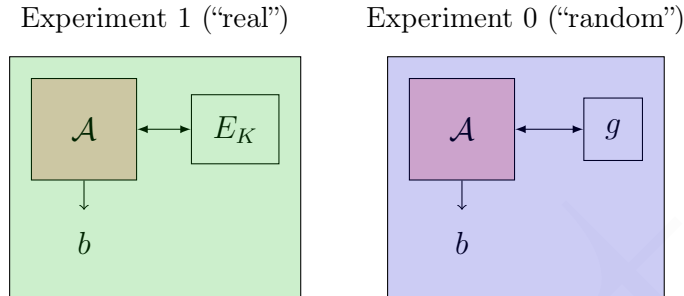 Experiment 1 (“real”)
𝒜
E_K
b
Experiment 0 (“random”)
𝒜
g
b